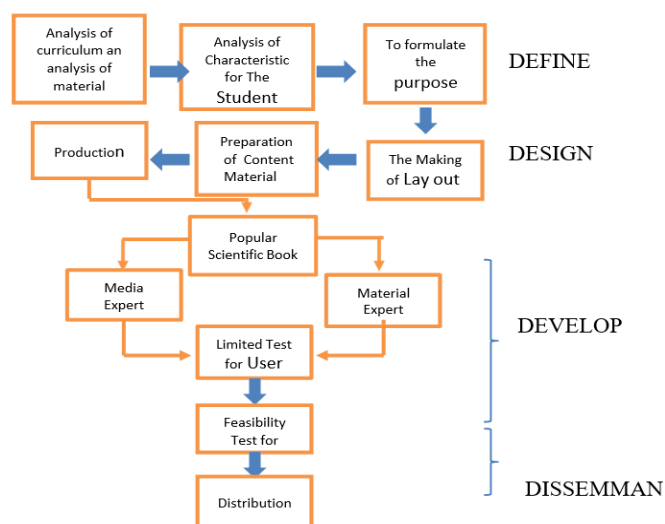 Analysis of
curriculum an
analysis of
material
Analysis of
Characteristic
for The
Student
To formulate
the
purpose
DEFINE
Production
Preparation
of Content
Material
The Making
of Lay out
DESIGN
Popular
Scientific Book
Media
Expert
Material
Expert
DEVELOP
Limited Test
for User
Feasibility
Test for
Distribution
DISSEMMAN